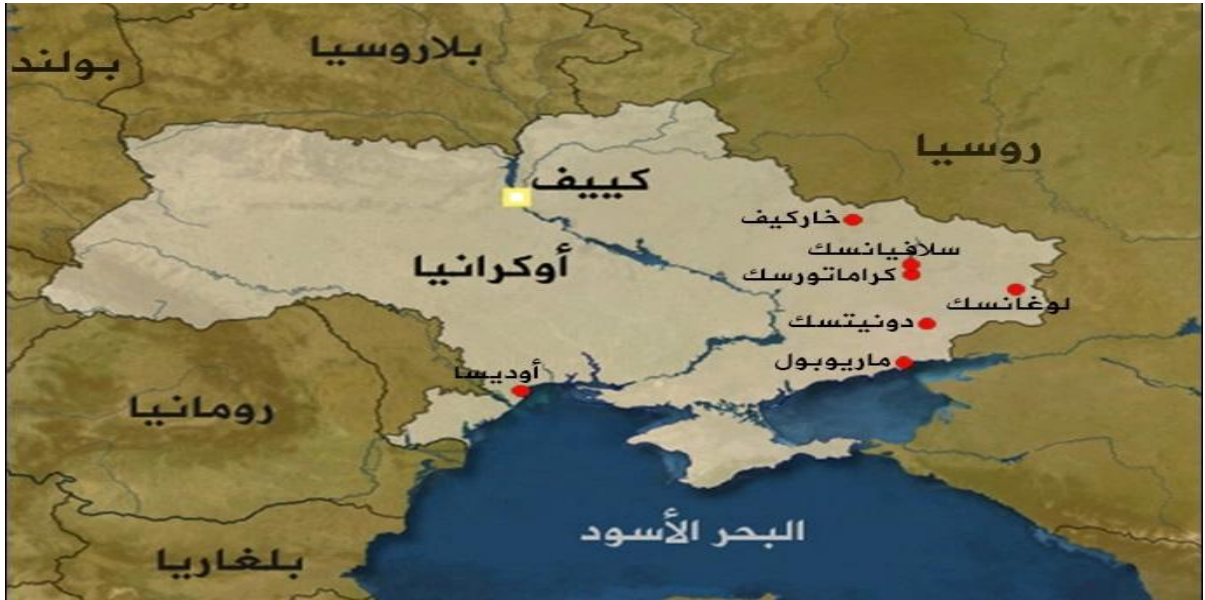 بلاروسيا
بولند
روسيا
كييف
خاركيف
سلافيانسك
أوكرانيا
كراماتورسك
لوغانسك
دونيتسك
ماريوبول
أوديسا
رومانيا
البحر الأسود
بلغاريا